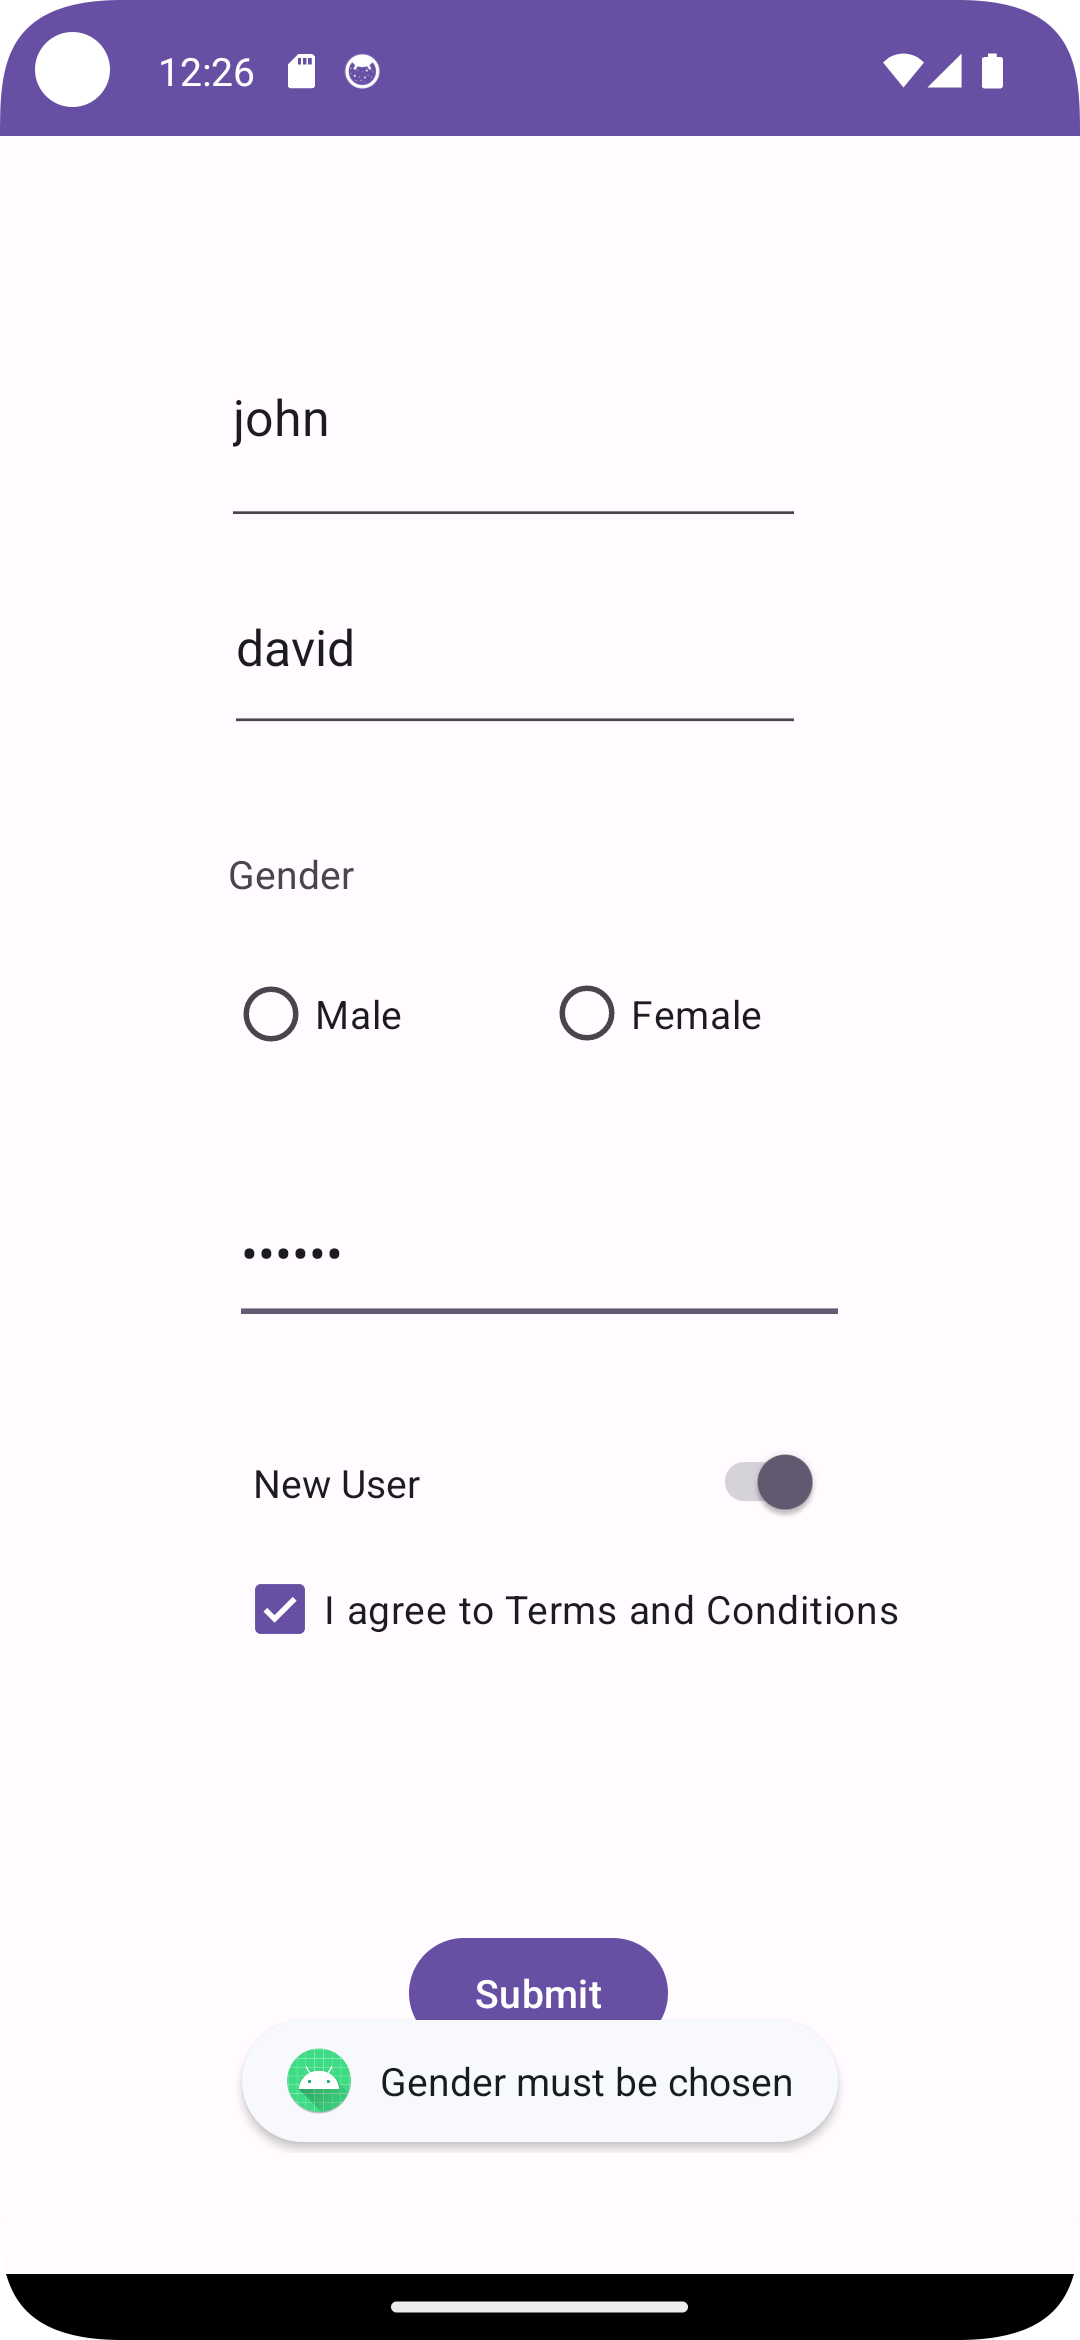 12:26
john
david
Gender
Male Female
••••••
New User
I agree to Terms and Conditions
Submit
Gender must be chosen